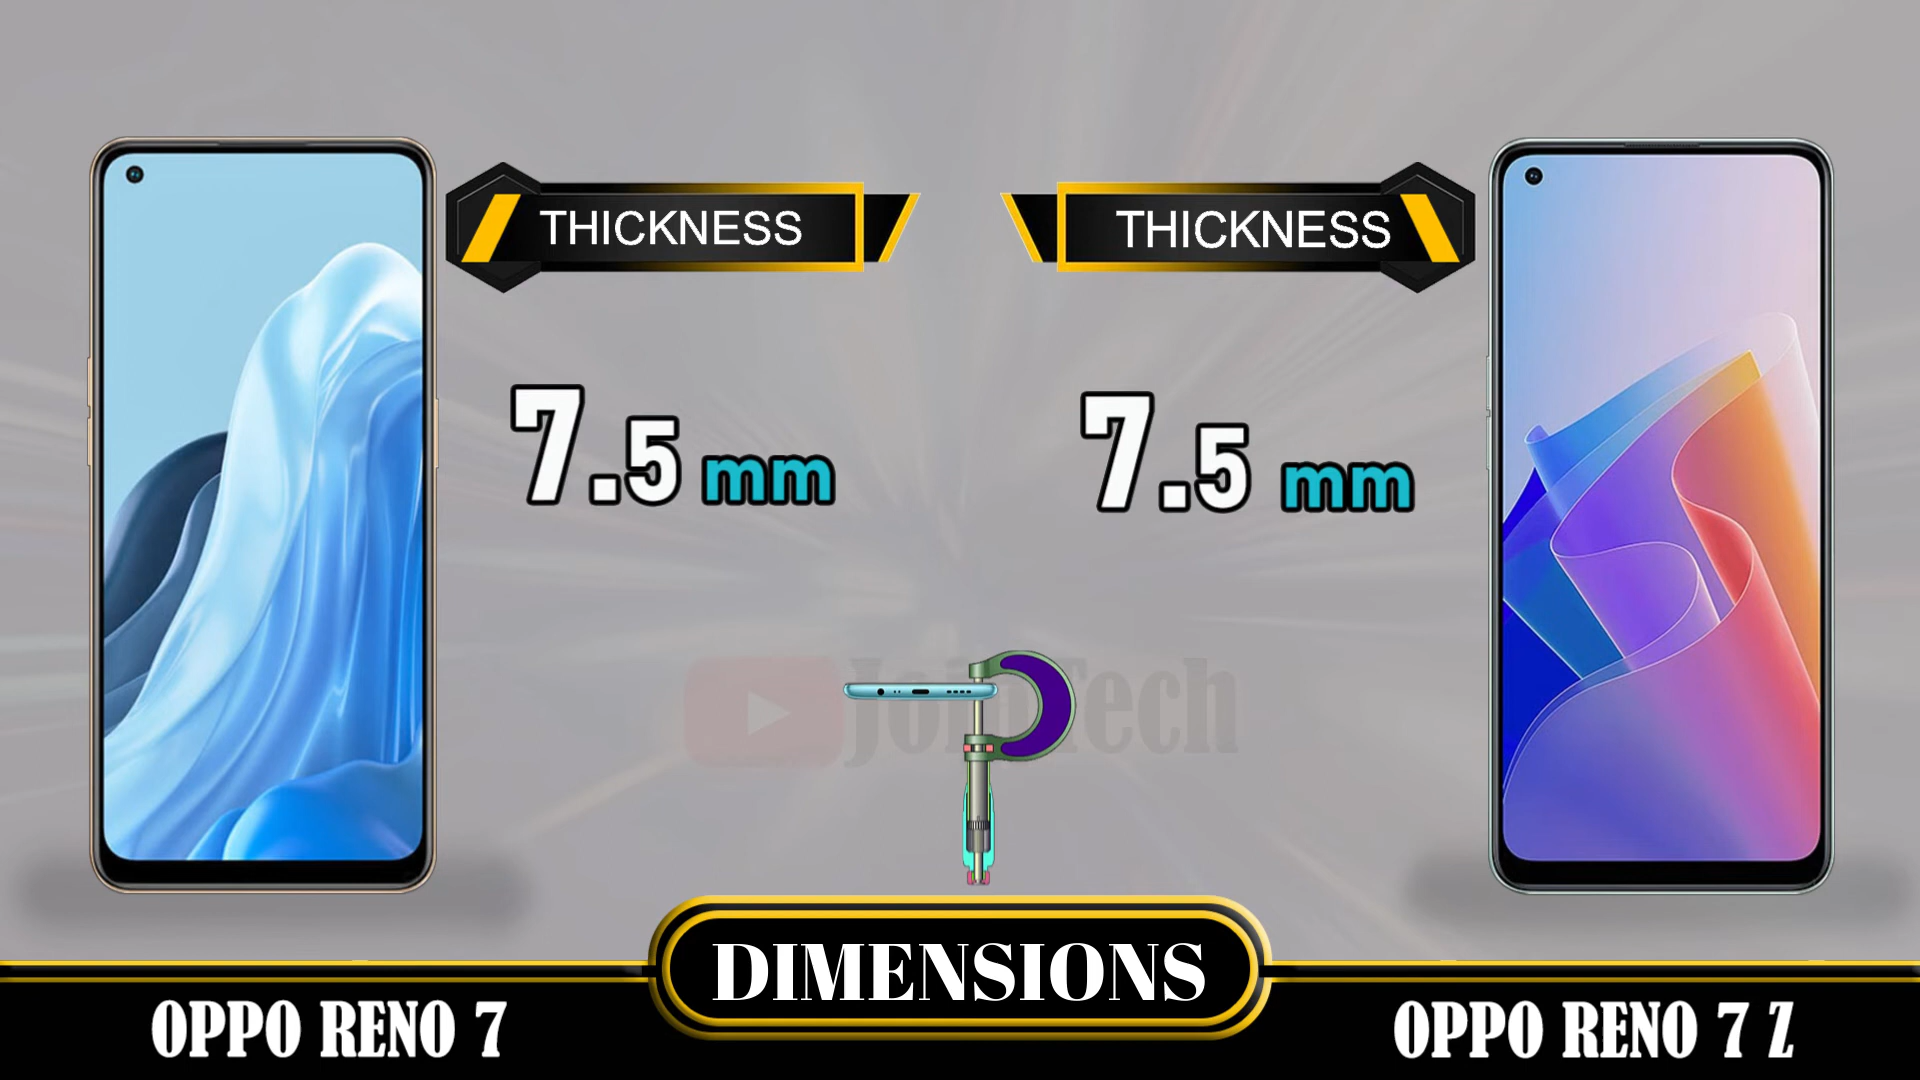 THICKNESS
THICKNESS
7.5 mm
7.5 mm
DIMENSIONS
OPPO RENO 7
OPPO RENO 7 Z